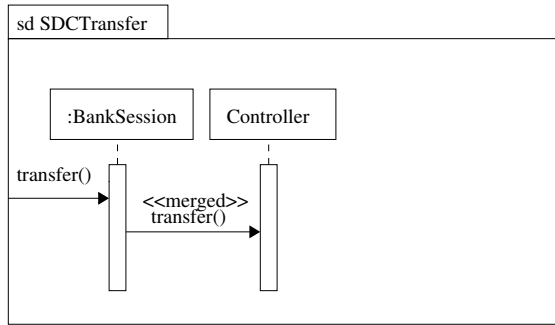 sd SDCTransfer
:BankSession
Controller
transfer()
<<merged>>
transfer()